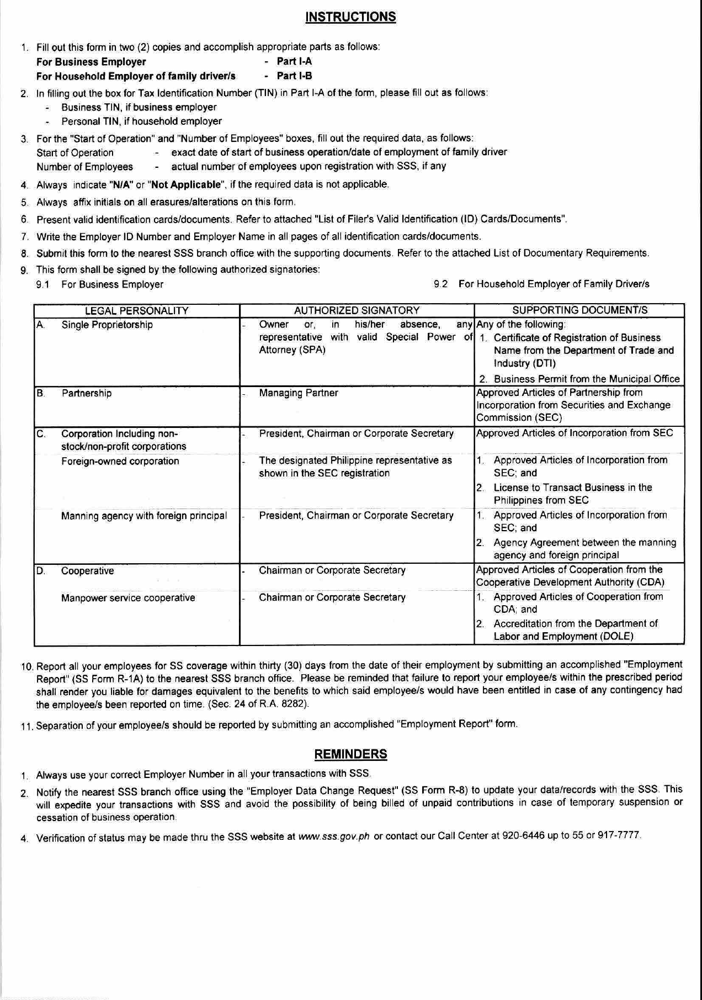 INSTRUCTIONS
1. Fill out this form in two (2) copies and accomplish appropriate parts as follows:
For Business Employer - Part I-A
For Household Employer of family driver/s - Part I-B
2. In filling out the box for Tax Identification Number (TIN) in Part I-A of the form, please fill out as follows:
- Business TIN, if business employer
- Personal TIN, if household employer
3. For the "Start of Operation" and "Number of Employees" boxes, fill out the required data, as follows:
Start of Operation - exact date of start of business operation/date of employment of family driver
Number of Employees - actual number of employees upon registration with SSS, if any
4. Always indicate "N/A" or "Not Applicable", if the required data is not applicable.
5. Always affix initials on all erasures/alterations on this form.
6. Present valid identification cards/documents. Refer to attached "List of Filer's Valid Identification (ID) Cards/Documents".
7. Write the Employer ID Number and Employer Name in all pages of all identification cards/documents.
8. Submit this form to the nearest SSS branch office with the supporting documents. Refer to the attached List of Documentary Requirements.
9. This form shall be signed by the following authorized signatories:
9.1 For Business Employer 9.2 For Household Employer of Family Driver/s
LEGAL PERSONALITY AUTHORIZED SIGNATORY SUPPORTING DOCUMENT/S
A. Single Proprietorship - Owner or, in his/her absence, any Any of the following:
representative with valid Special Power of 1. Certificate of Registration of Business
Attorney (SPA) Name from the Department of Trade and
Industry (DTI)
2. Business Permit from the Municipal Office
B. Partnership - Managing Partner Approved Articles of Partnership from
Incorporation from Securities and Exchange
Commission (SEC)
C. Corporation Including non- - President, Chairman or Corporate Secretary Approved Articles of Incorporation from SEC
stock/non-profit corporations
Foreign-owned corporation - The designated Philippine representative as 1. Approved Articles of Incorporation from
shown in the SEC registration SEC; and
2. License to Transact Business in the
Philippines from SEC
Manning agency with foreign principal - President, Chairman or Corporate Secretary 1. Approved Articles of Incorporation from
SEC; and
2. Agency Agreement between the manning
agency and foreign principal
D. Cooperative - Chairman or Corporate Secretary Approved Articles of Cooperation from the
Cooperative Development Authority (CDA)
Manpower service cooperative - Chairman or Corporate Secretary 1. Approved Articles of Cooperation from
CDA; and
2. Accreditation from the Department of
Labor and Employment (DOLE)
10. Report all your employees for SS coverage within thirty (30) days from the date of their employment by submitting an accomplished "Employment
Report" (SS Form R-1A) to the nearest SSS branch office. Please be reminded that failure to report your employee/s within the prescribed period
shall render you liable for damages equivalent to the benefits to which said employee/s would have been entitled in case of any contingency had
the employee/s been reported on time. (Sec. 24 of R.A. 8282).
11. Separation of your employee/s should be reported by submitting an accomplished "Employment Report" form.
REMINDERS
1. Always use your correct Employer Number in all your transactions with SSS.
2. Notify the nearest SSS branch office using the "Employer Data Change Request" (SS Form R-8) to update your data/records with the SSS. This
will expedite your transactions with SSS and avoid the possibility of being billed of unpaid contributions in case of temporary suspension or
cessation of business operation.
4. Verification of status may be made thru the SSS website at www.sss.gov.ph or contact our Call Center at 920-6446 up to 55 or 917-7777.